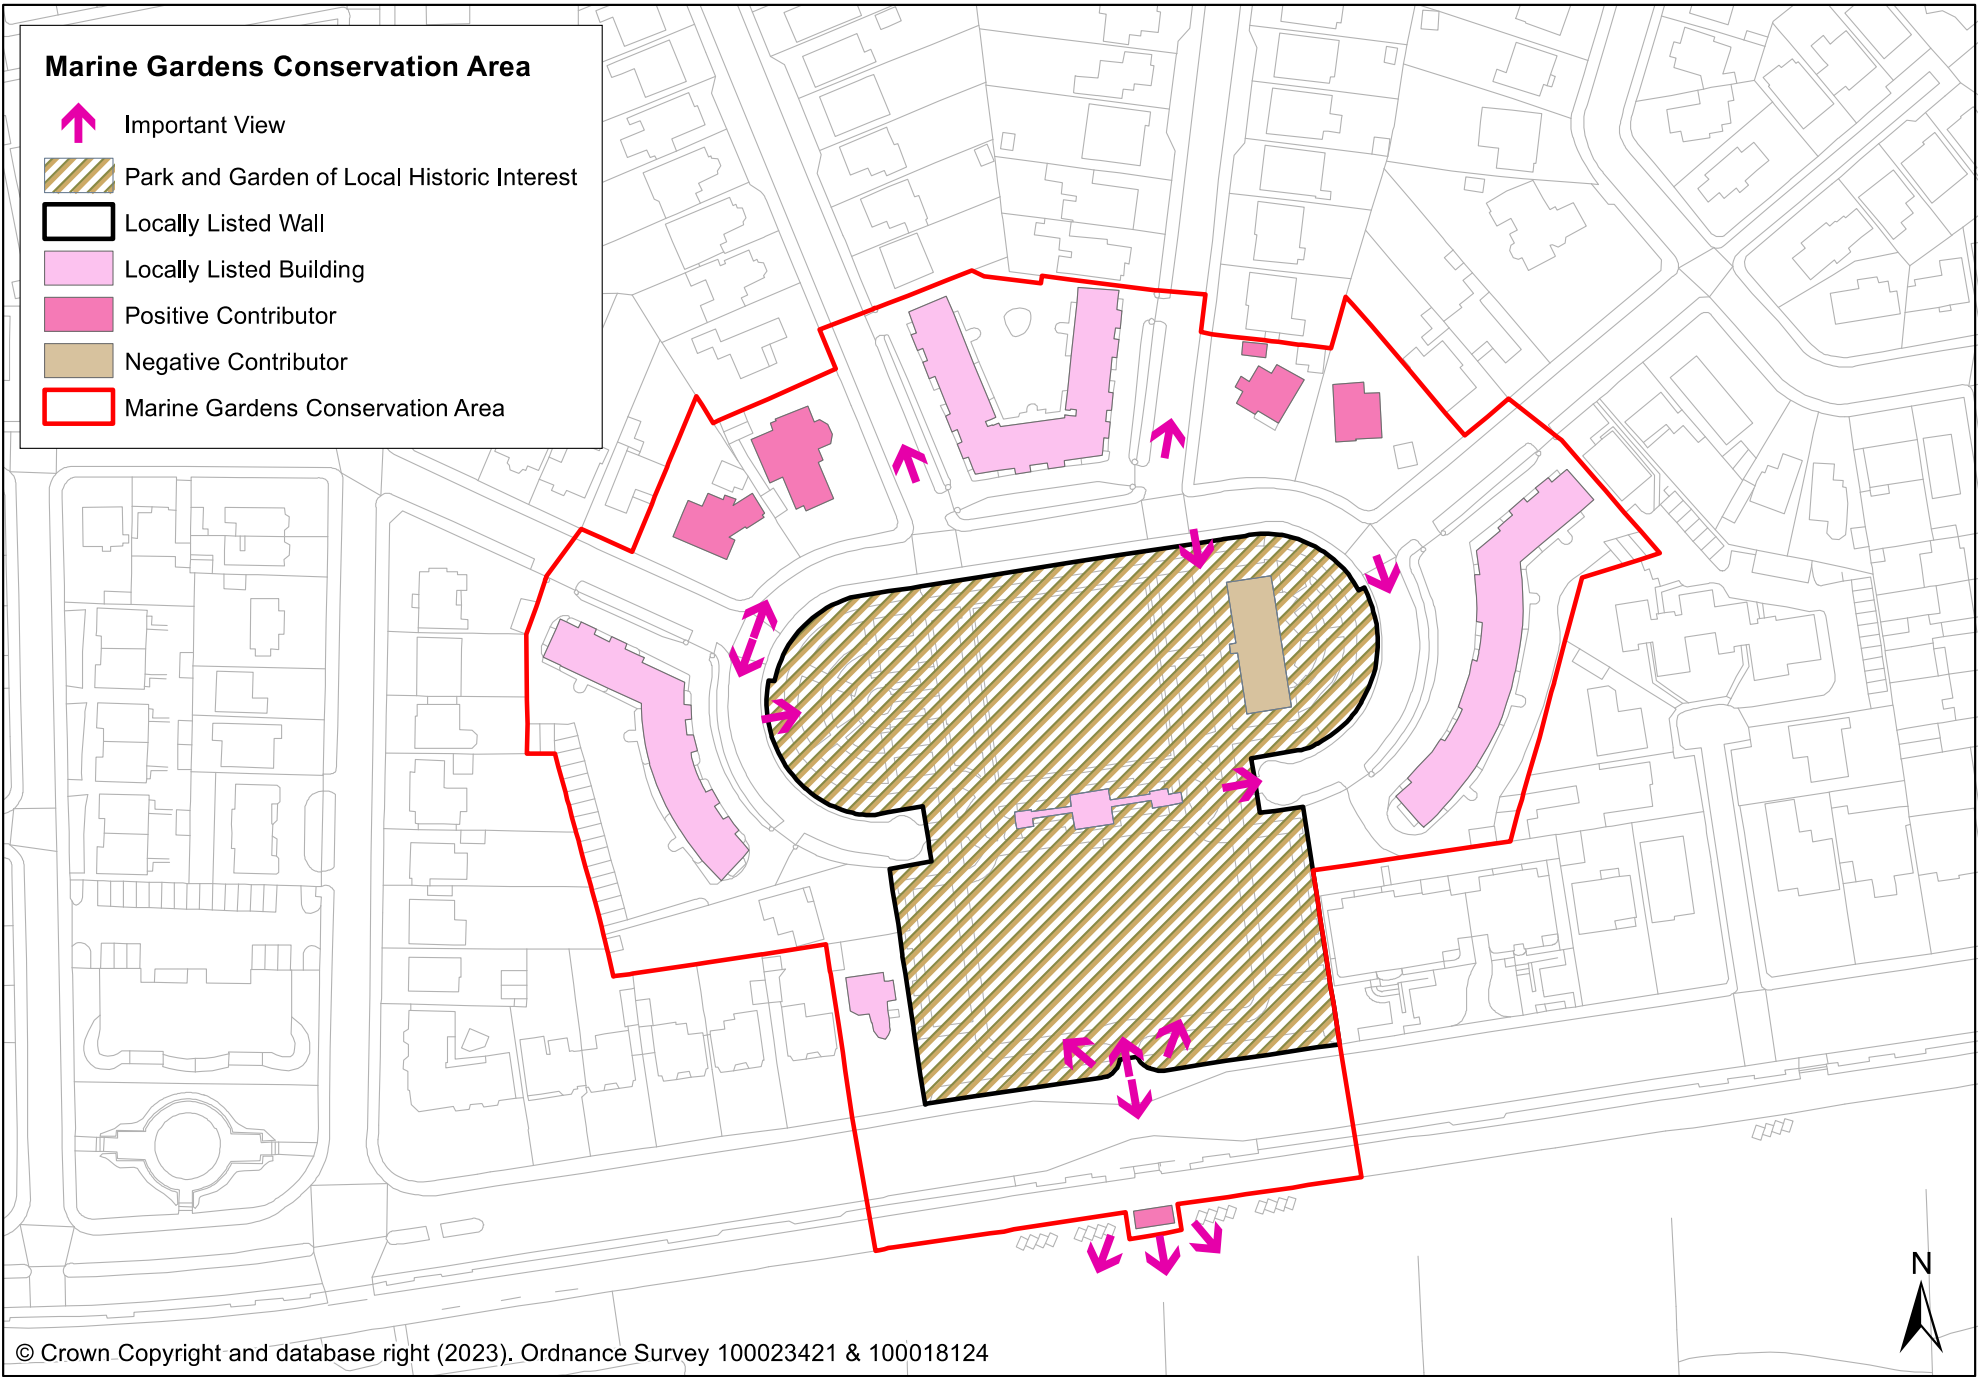 Marine Gardens Conservation Area
Important View
Park and Garden of Local Historic Interest
Locally Listed Wall
Locally Listed Building
Positive Contributor
Negative Contributor
Marine Gardens Conservation Area
N
© Crown Copyright and database right (2023). Ordnance Survey 100023421 & 100018124